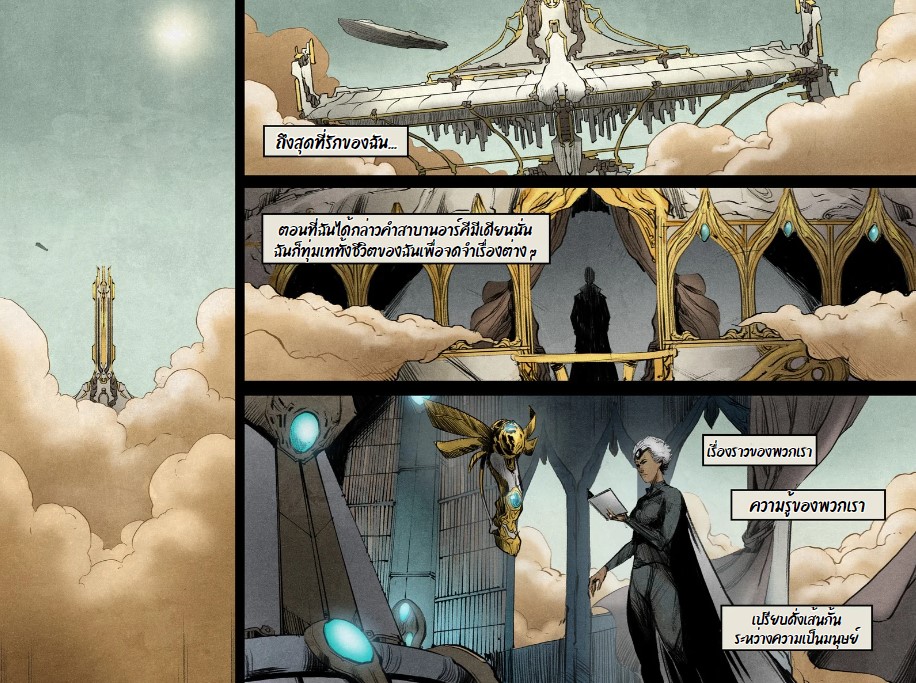 ถึงสุดที่รักของฉัน...
ตอนที่ฉันได้กล่าวคำสาบานอาร์คีมีเดียนนั่น
ฉันก็ทุ่มเททั้งชีวิตของฉันเพื่อจดจำเรื่องต่าง ๆ
เรื่องราวของพวกเรา
ความรู้ของพวกเรา
เปรียบดั่งเส้นกั้น
ระหว่างความเป็นมนุษย์